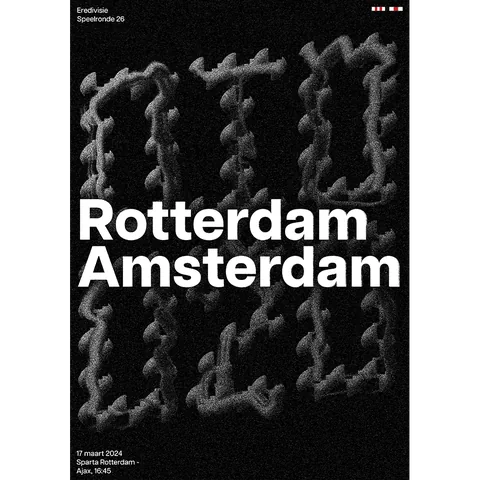 Eredivisie
Speelronde 26
Rotterdam
Amsterdam
17 maart 2024
Sparta Rotterdam -
Ajax, 16:45